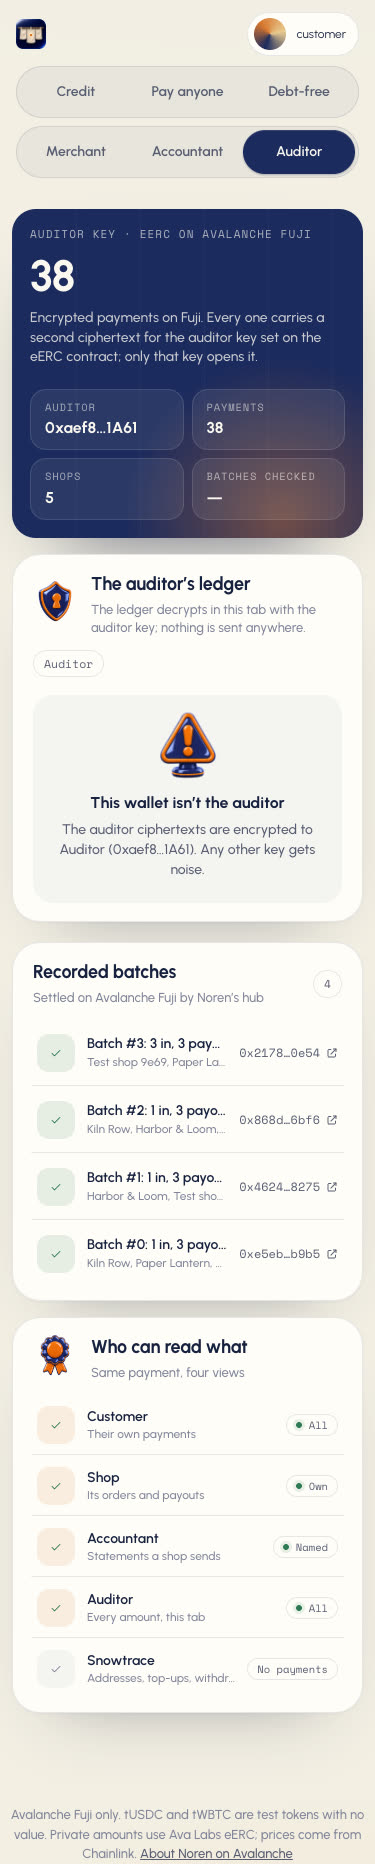 customer
Credit
Pay anyone
Debt-free
Merchant
Accountant
Auditor
AUDITOR KEY · EERC ON AVALANCHE FUJI
38
Encrypted payments on Fuji. Every one carries a
second ciphertext for the auditor key set on the
eERC contract; only that key opens it.
AUDITOR
0xaef8…1A61
PAYMENTS
38
SHOPS
5
BATCHES CHECKED
—
The auditor’s ledger
The ledger decrypts in this tab with the
auditor key; nothing is sent anywhere.
Auditor
This wallet isn’t the auditor
The auditor ciphertexts are encrypted to
Auditor (0xaef8…1A61). Any other key gets
noise.
Recorded batches
Settled on Avalanche Fuji by Noren’s hub
4
Batch #3: 3 in, 3 pay...
Test shop 9e69, Paper La...
0x2178…0e54
Batch #2: 1 in, 3 payo...
Kiln Row, Harbor & Loom,...
0x868d…6bf6
Batch #1: 1 in, 3 payo...
Harbor & Loom, Test sho...
0x4624…8275
Batch #0: 1 in, 3 payo...
Kiln Row, Paper Lantern, ...
0xe5eb…b9b5
Who can read what
Same payment, four views
Customer
Their own payments
All
Shop
Its orders and payouts
Own
Accountant
Statements a shop sends
Named
Auditor
Every amount, this tab
All
Snowtrace
Addresses, top-ups, withdr...
No payments
Avalanche Fuji only. tUSDC and tWBTC are test tokens with no
value. Private amounts use Ava Labs eERC; prices come from
Chainlink. About Noren on Avalanche